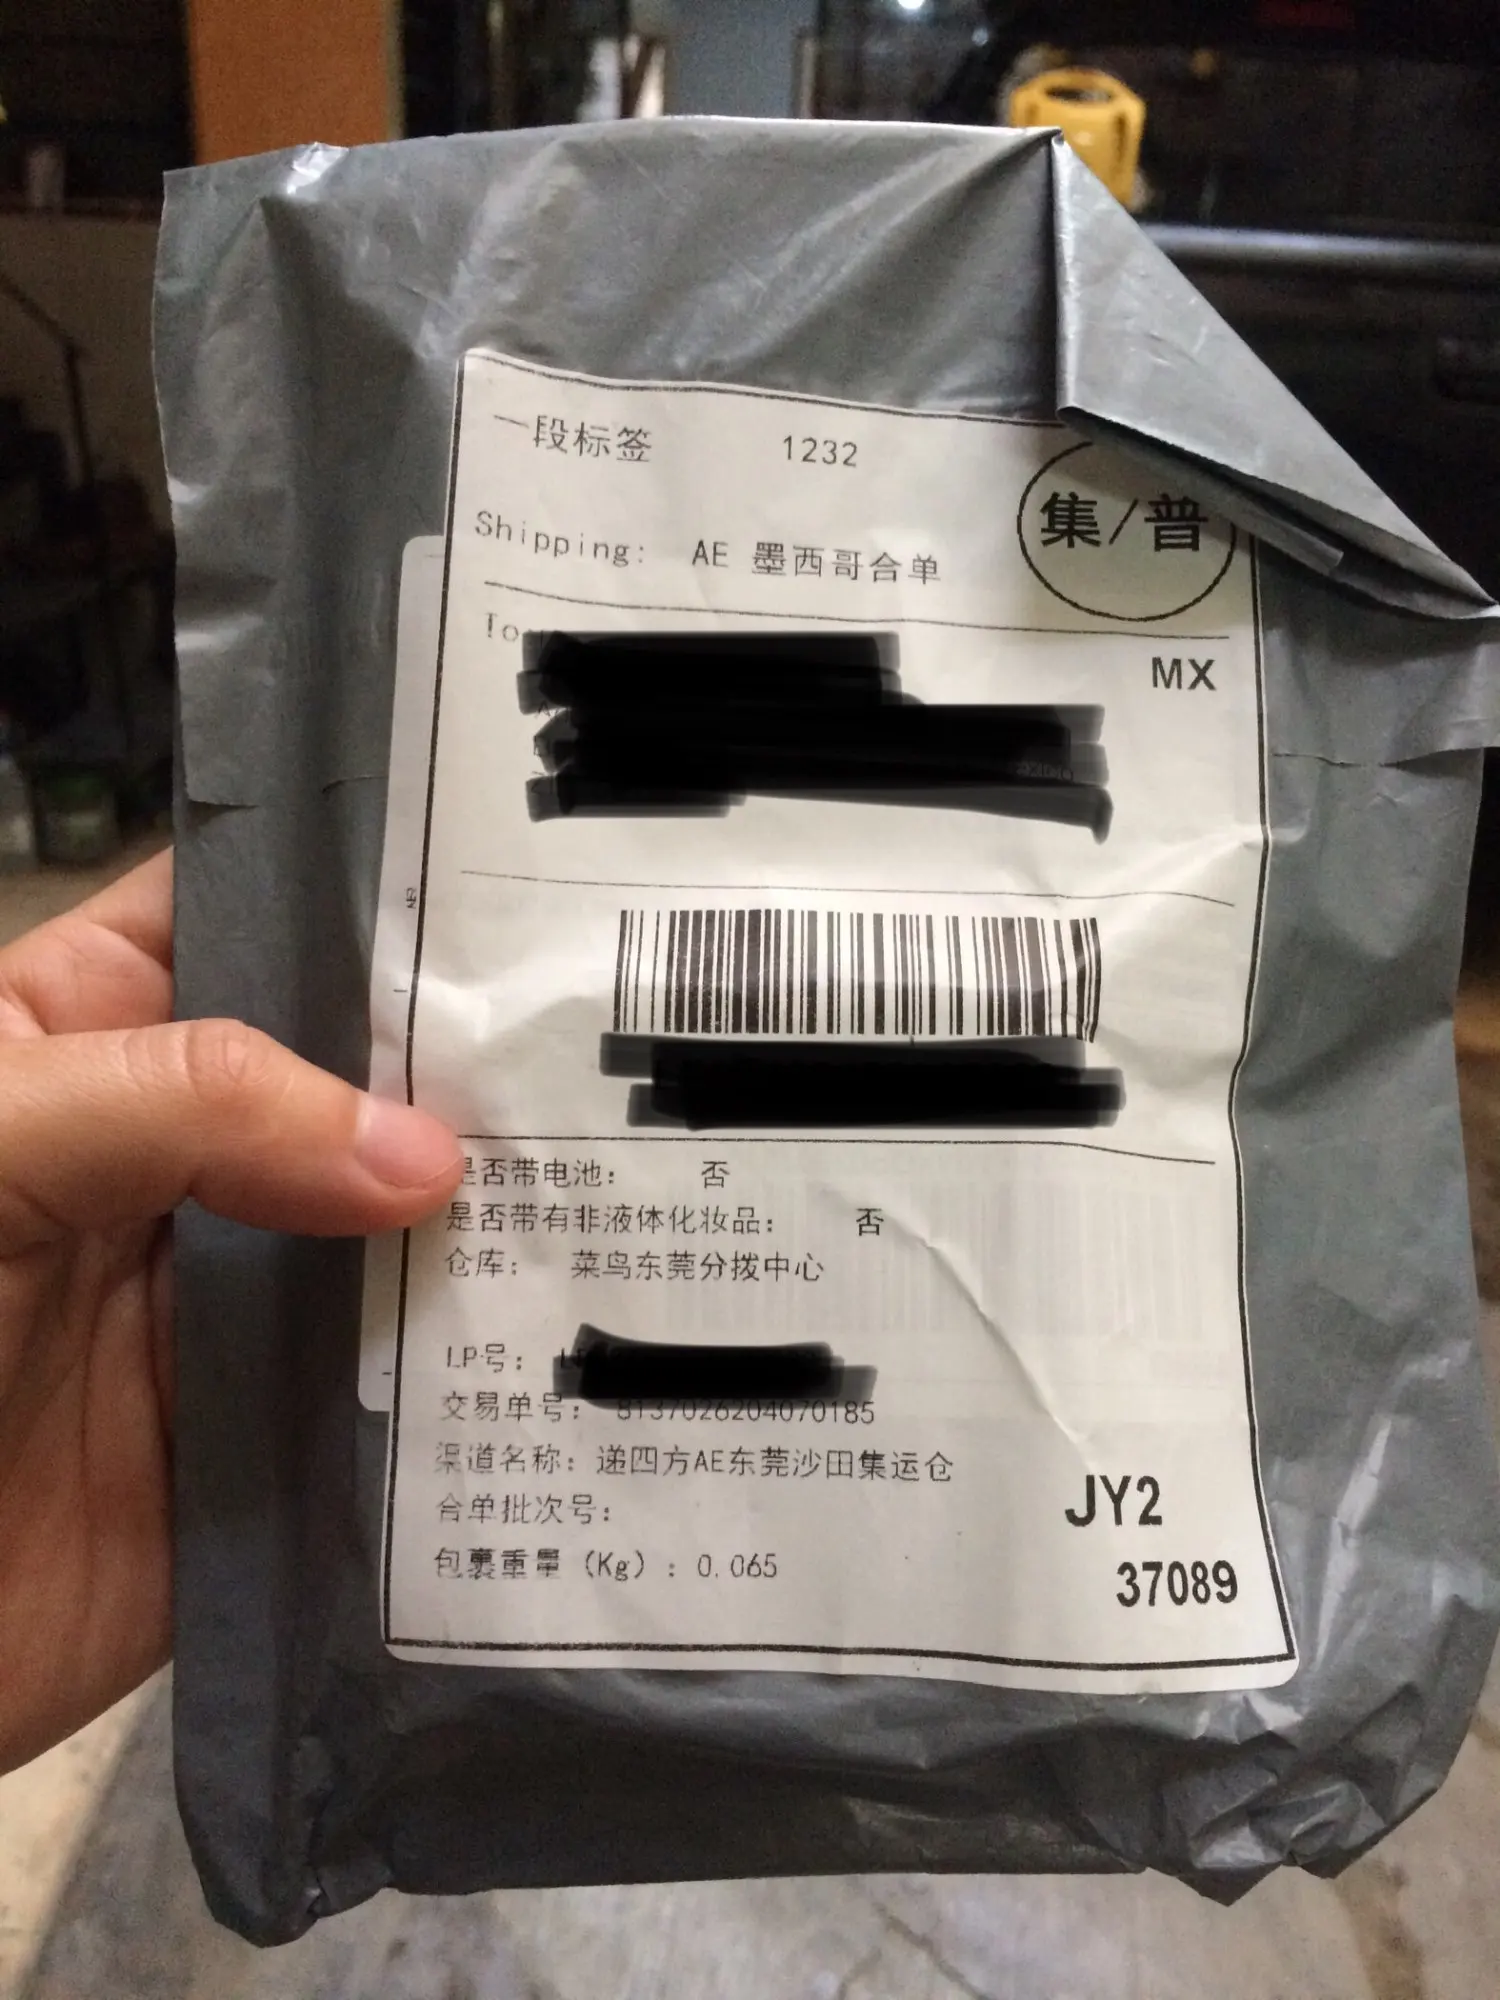 一段标签 1232
集/普
Shipping: AE 墨西哥合单
To
MX
是否带电池: 否
是否带有非液体化妆品: 否
仓库: 菜鸟东莞分拨中心
LP号:
交易单号: 8137026204070185
渠道名称: 递四方AE东莞沙田集运仓
合单批次号:
JY2
包裹重量 (Kg) : 0.065
37089